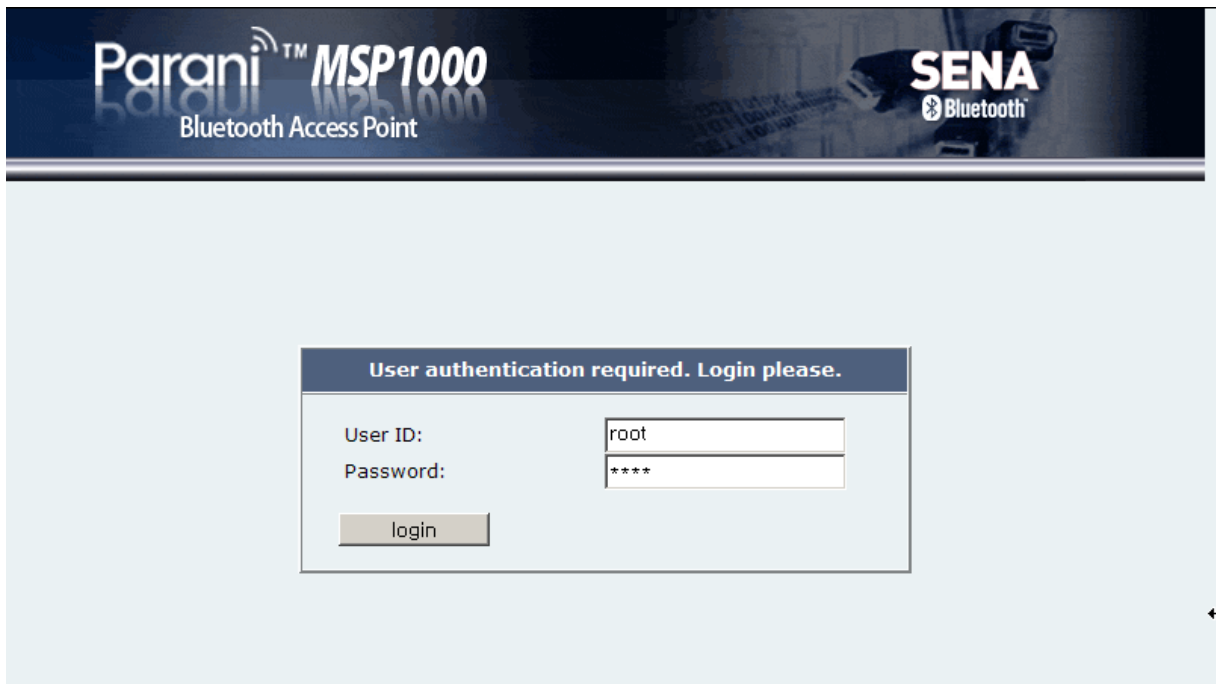 Parani™ MSP1000
Bluetooth Access Point
SENA
Bluetooth
User authentication required. Login please.
User ID: root
Password: ****
login